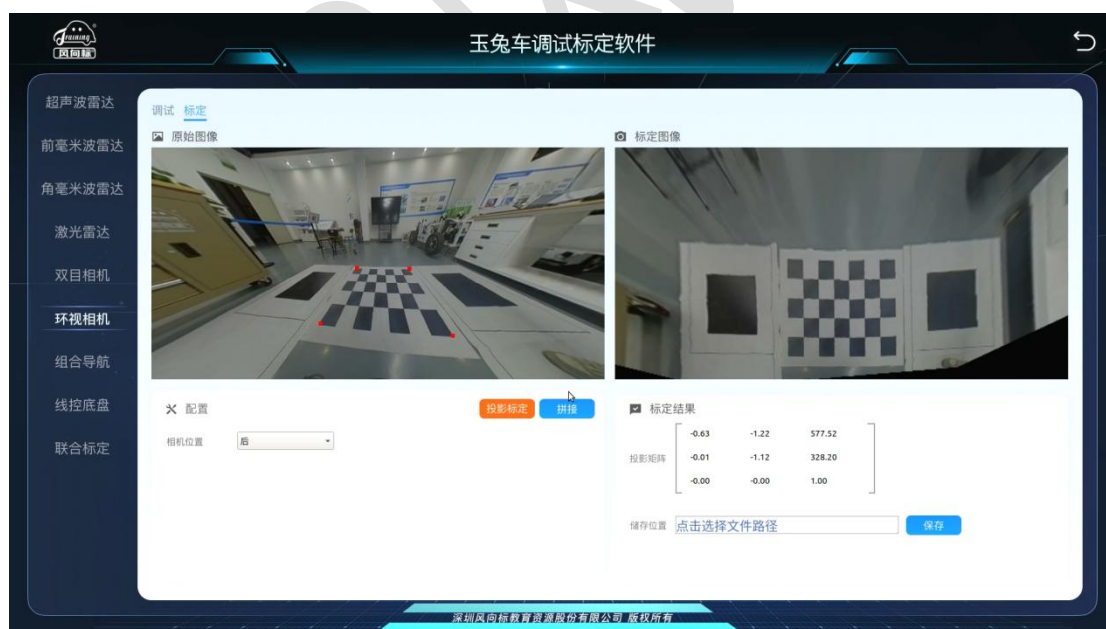 Training
风向标
玉兔车调试标定软件
超声波雷达
前毫米波雷达
角毫米波雷达
激光雷达
双目相机
环视相机
组合导航
线控底盘
联合标定
调试 标定
原始图像
标定图像
配置
投影标定 拼接
相机位置 后
标定结果
投影矩阵
-0.63 -1.22 577.52
-0.01 -1.12 328.20
-0.00 -0.00 1.00
储存位置 点击选择文件路径 保存
深圳风向标教育资源股份有限公司 版权所有